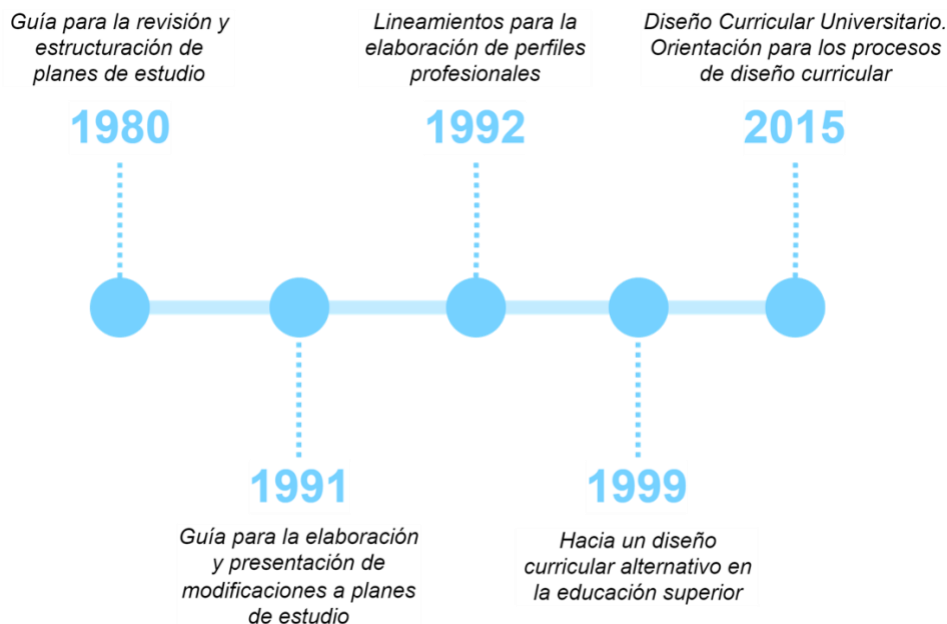 Guía para la revisión y
estructuración de
planes de estudio
1980
Lineamientos para la
elaboración de perfiles
profesionales
1992
Diseño Curricular Universitario.
Orientación para los procesos
de diseño curricular
2015
1991
Guía para la elaboración
y presentación de
modificaciones a planes
de estudio
1999
Hacia un diseño
curricular alternativo en
la educación superior